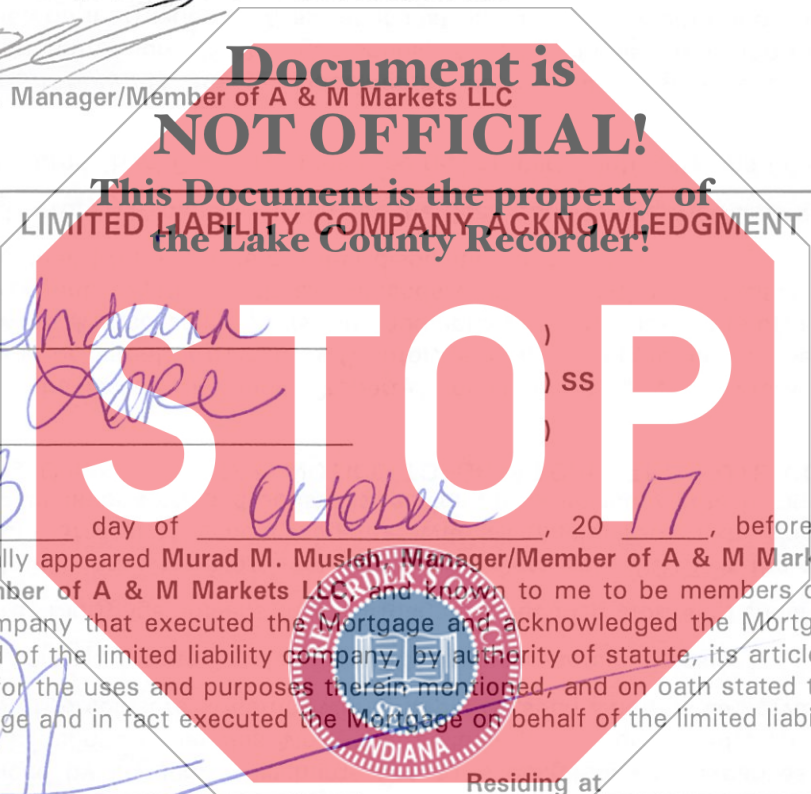 Document is
Manager/Member of A & M Markets LLC
NOT OFFICIAL!
This Document is the property of
LIMITED LIABILITY COMPANY ACKNOWLEDGMENT
the Lake County Recorder!
Indiana )
Lake ) SS
)
STOP
day of October, 20 17, before
lly appeared Murad M. Musleh, Manager/Member of A & M Mark
ber of A & M Markets LLC, and known to me to be members o
mpany that executed the Mortgage and acknowledged the Mortg
of the limited liability company, by authority of statute, its article
or the uses and purposes therein mentioned, and on oath stated t
ge and in fact executed the Mortgage on behalf of the limited liabi
RECORDER'S OFFICE
SEAL
INDIANA
Residing at